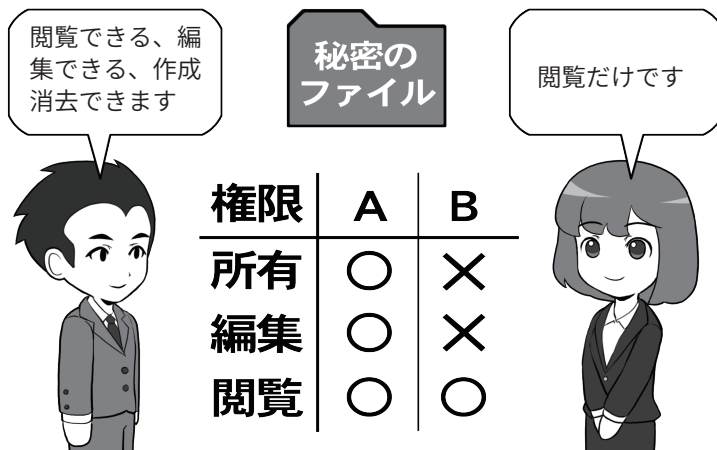 閲覧できる、編
集できる、作成
消去できます
秘密の
ファイル
閲覧だけです
権限 A B
所有 ○ ×
編集 ○ ×
閲覧 ○ ○